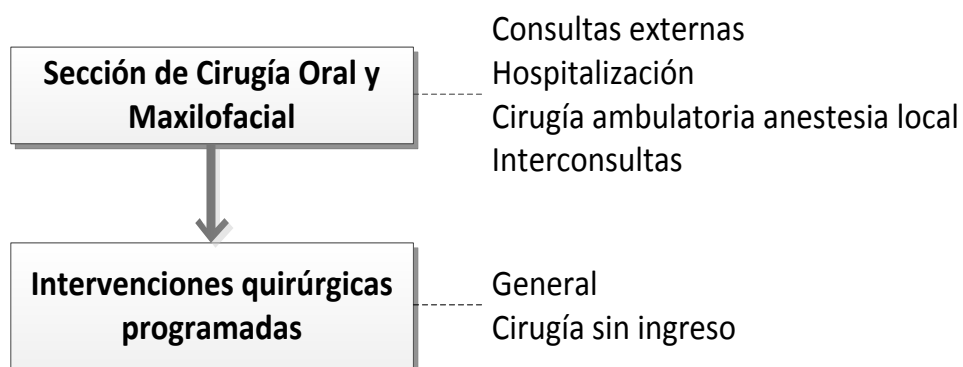 Sección de Cirugía Oral y
Maxilofacial
Consultas externas
Hospitalización
Cirugía ambulatoria anestesia local
Interconsultas
Intervenciones quirúrgicas
programadas
General
Cirugía sin ingreso